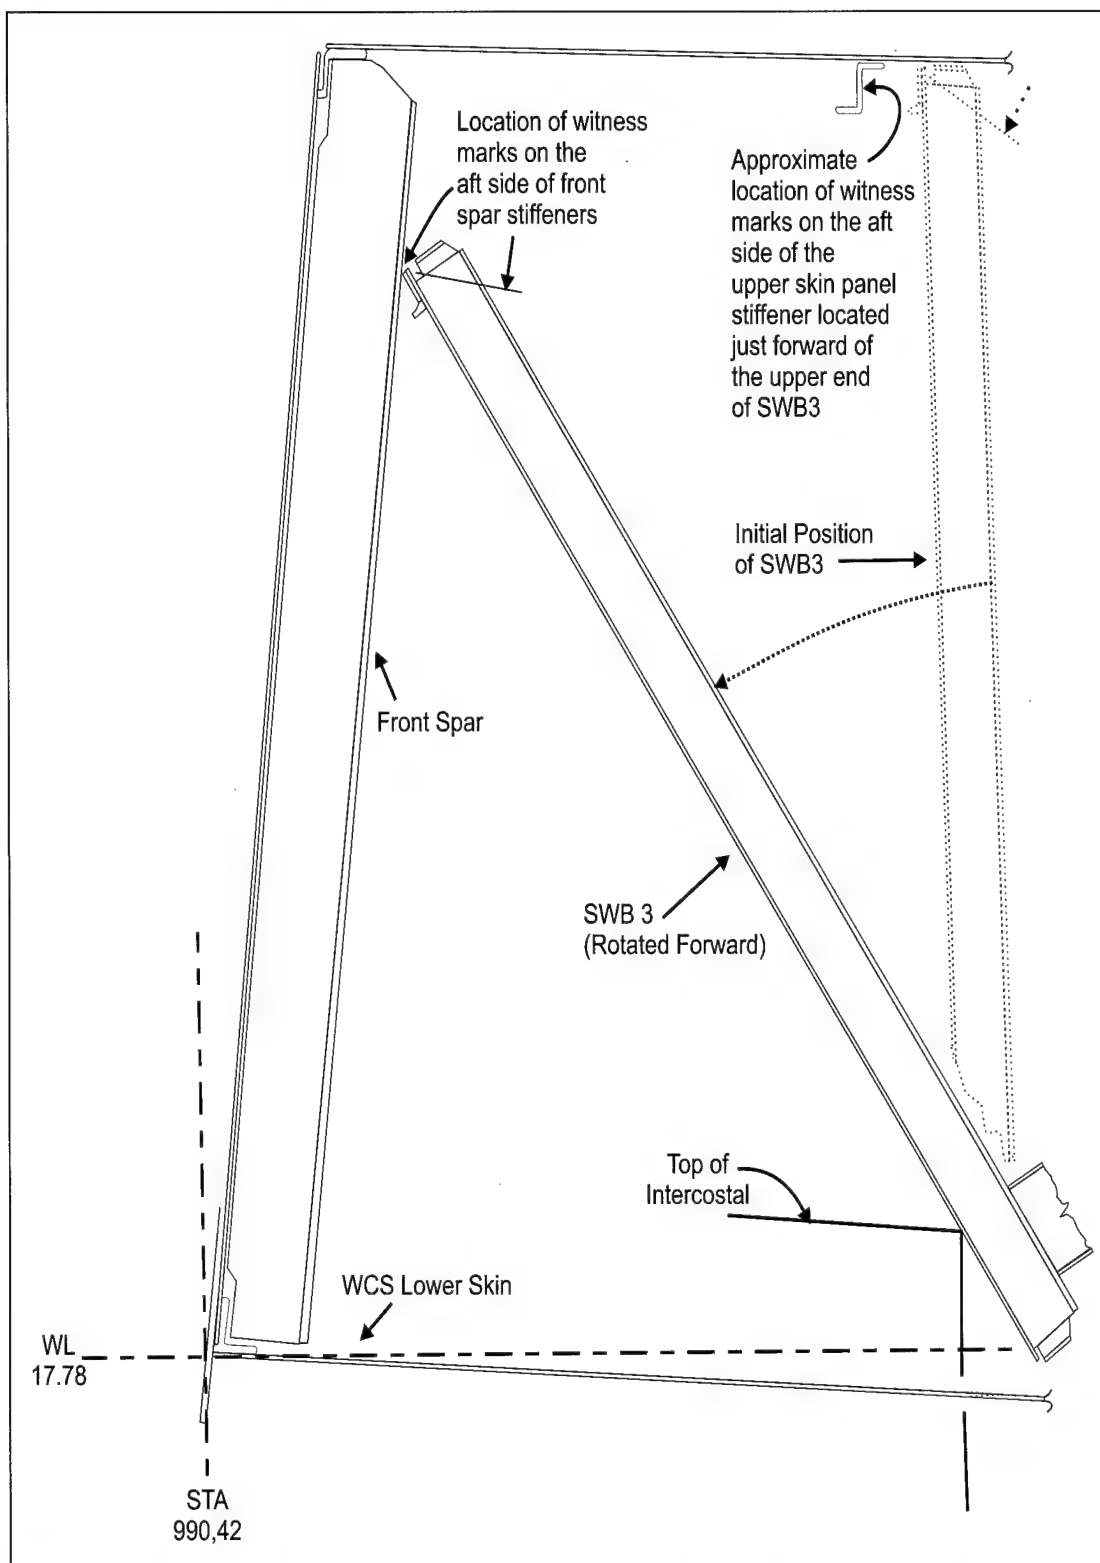 Location of witness
marks on the
aft side of front
spar stiffeners
Approximate
location of witness
marks on the aft
side of the
upper skin panel
stiffener located
just forward of
the upper end
of SWB3
Initial Position
of SWB3
Front Spar
SWB 3
(Rotated Forward)
Top of
Intercostal
WCS Lower Skin
WL
17.78
STA
990,42